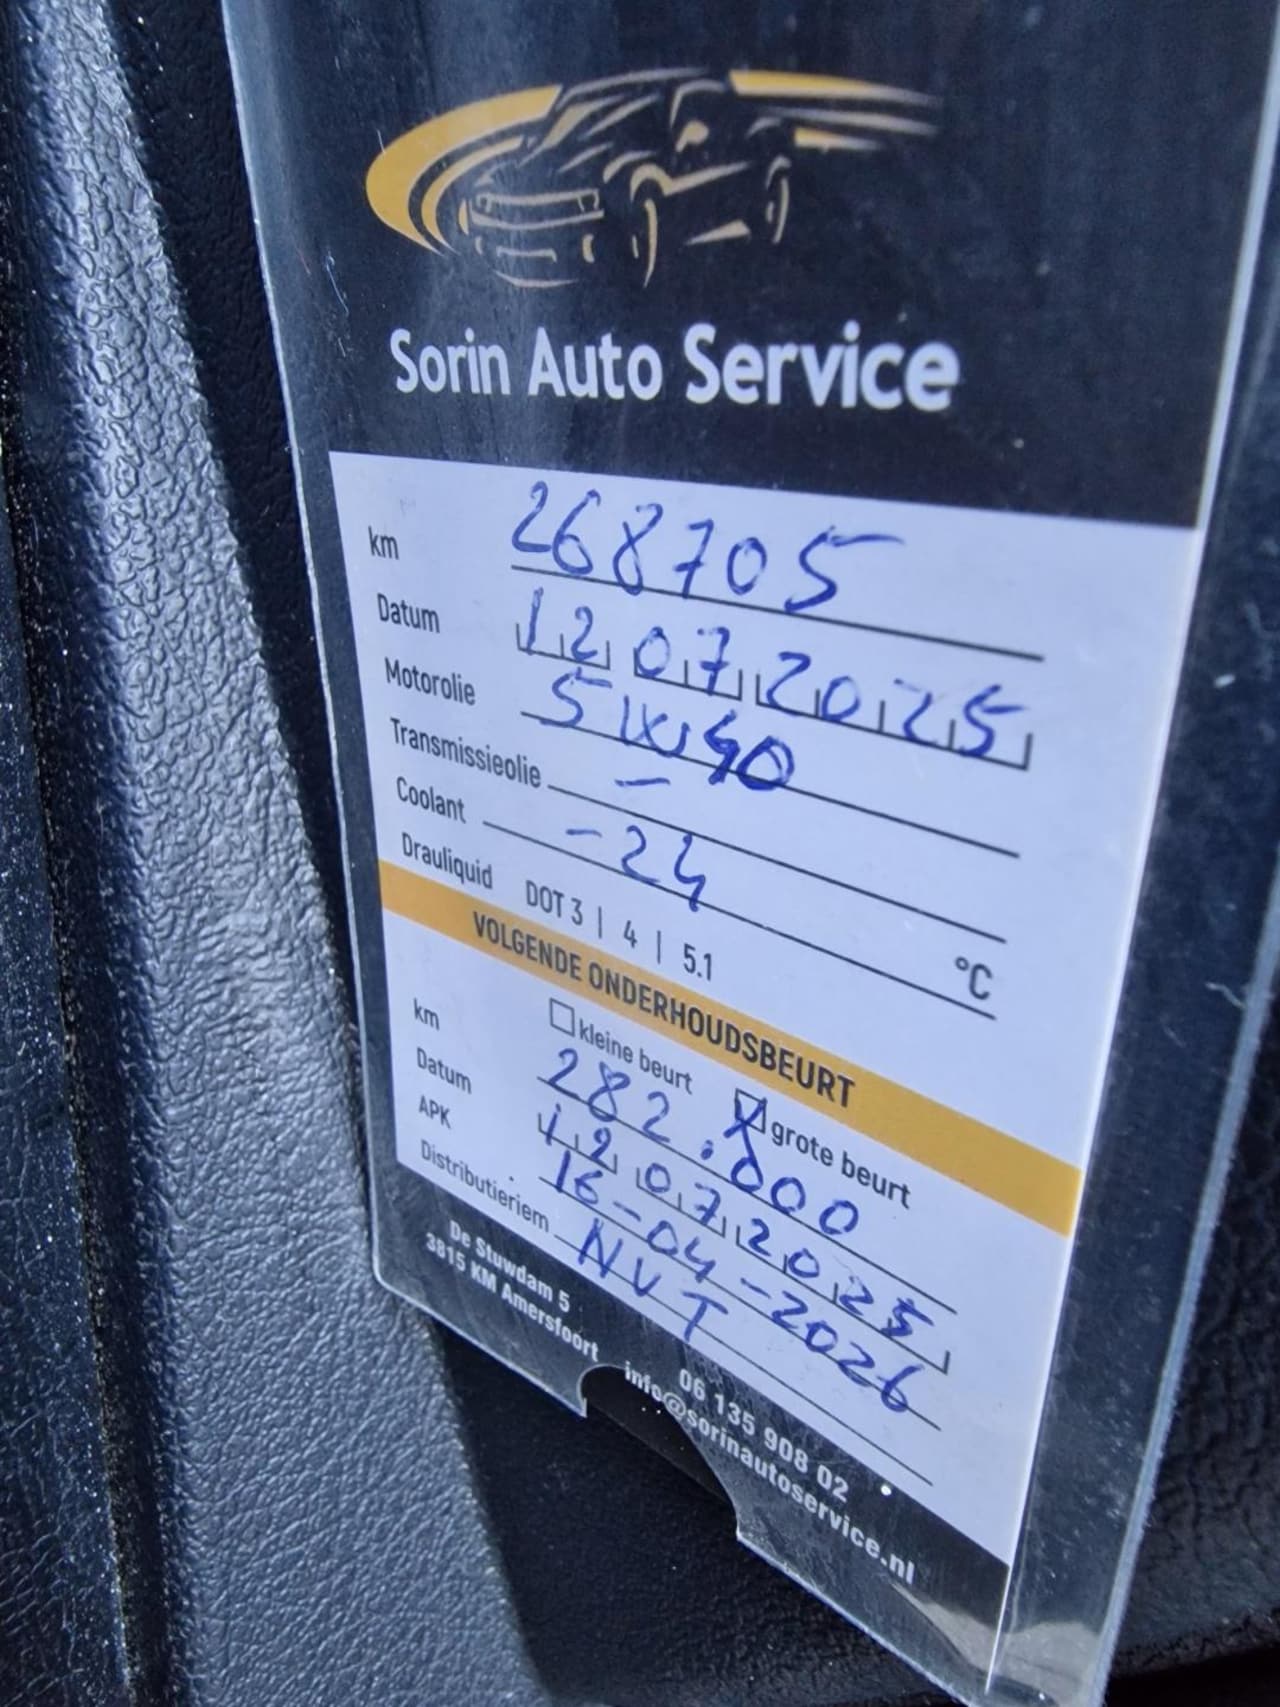 Sorin Auto Service
km 268705
Datum 12 07 2025
Motorolie 5W40
Transmissieolie -
Coolant -24 °C
Drauliquid DOT 3 | 4 | 5.1
VOLGENDE ONDERHOUDSBEURT
kleine beurt grote beurt
km 282.000
Datum 12 07 2025
APK 16-04-2026
Distributieriem NVT
De Stuwdam 5
3815 KM Amersfoort
06 135 908 02
info@sorinautoservice.nl